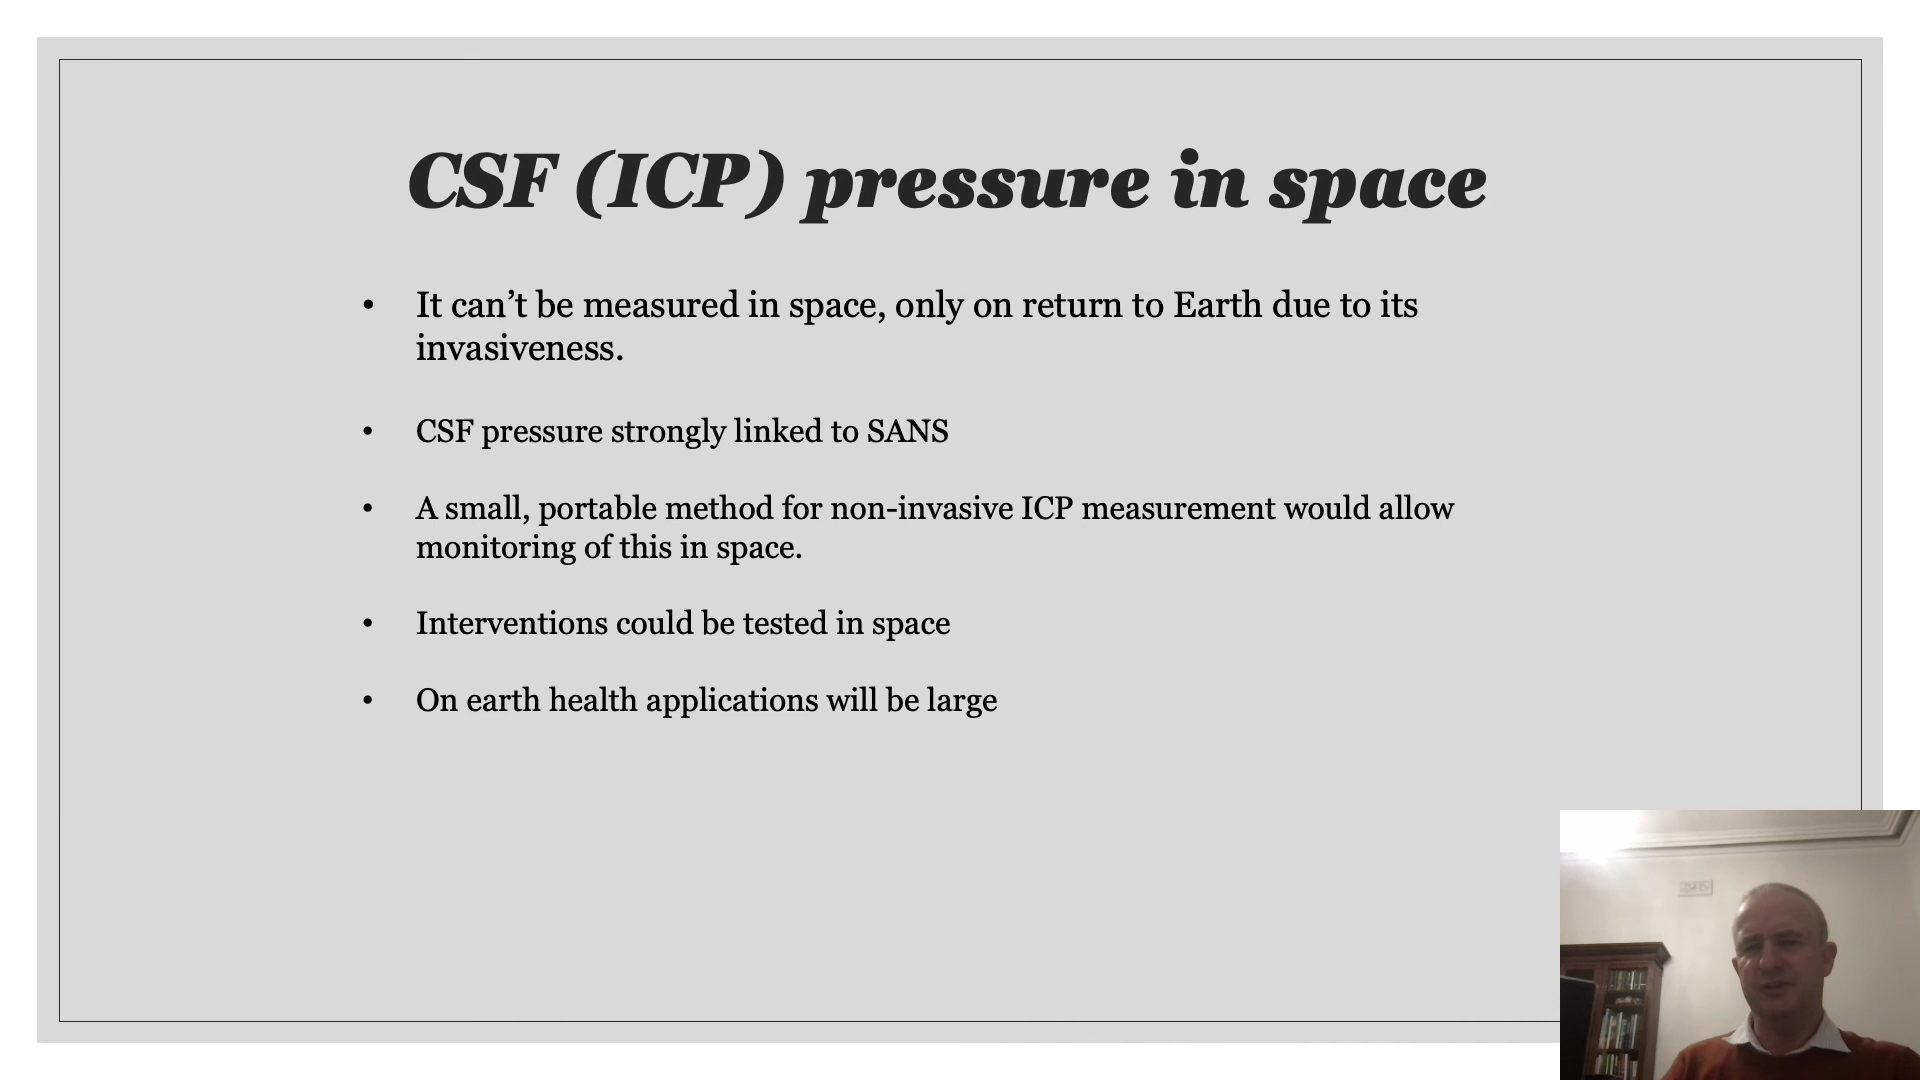 CSF (ICP) pressure in space
• It can’t be measured in space, only on return to Earth due to its
invasiveness.
• CSF pressure strongly linked to SANS
• A small, portable method for non-invasive ICP measurement would allow
monitoring of this in space.
• Interventions could be tested in space
• On earth health applications will be large